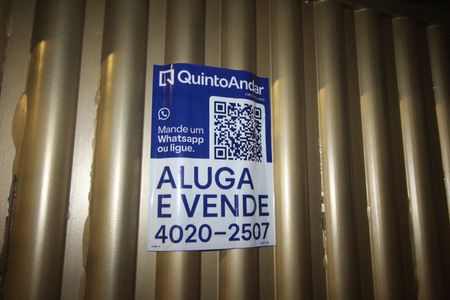 QuintoAndar
Mande um
Whatsapp
ou ligue.
ALUGA
E VENDE
4020-2507